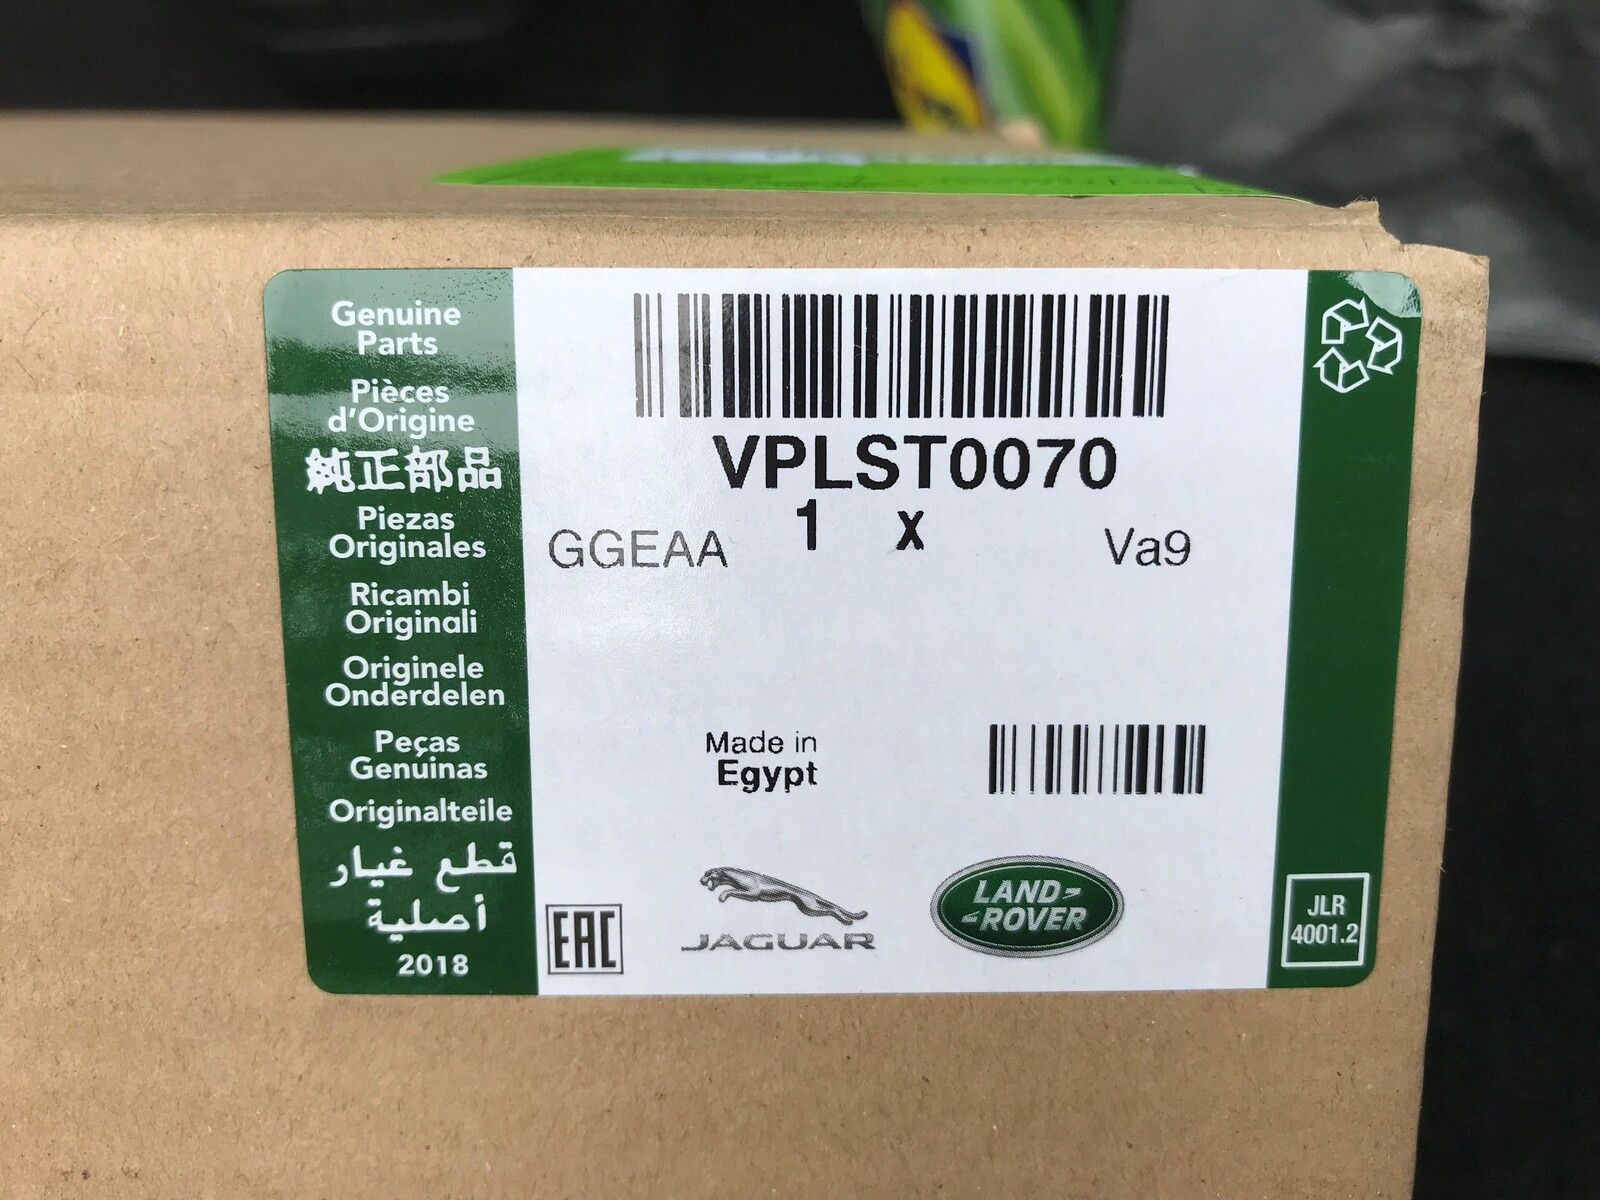 Genuine
Parts
Pièces
d'Origine
純正部品
Piezas
Originales
Ricambi
Originali
Originele
Onderdelen
Peças
Genuinas
Originalteile
قطع غيار
أصلية
2018
VPLST0070
1 x
GGEAA
Va9
Made in
Egypt
EAC
JAGUAR
LAND
ROVER
JLR
4001.2